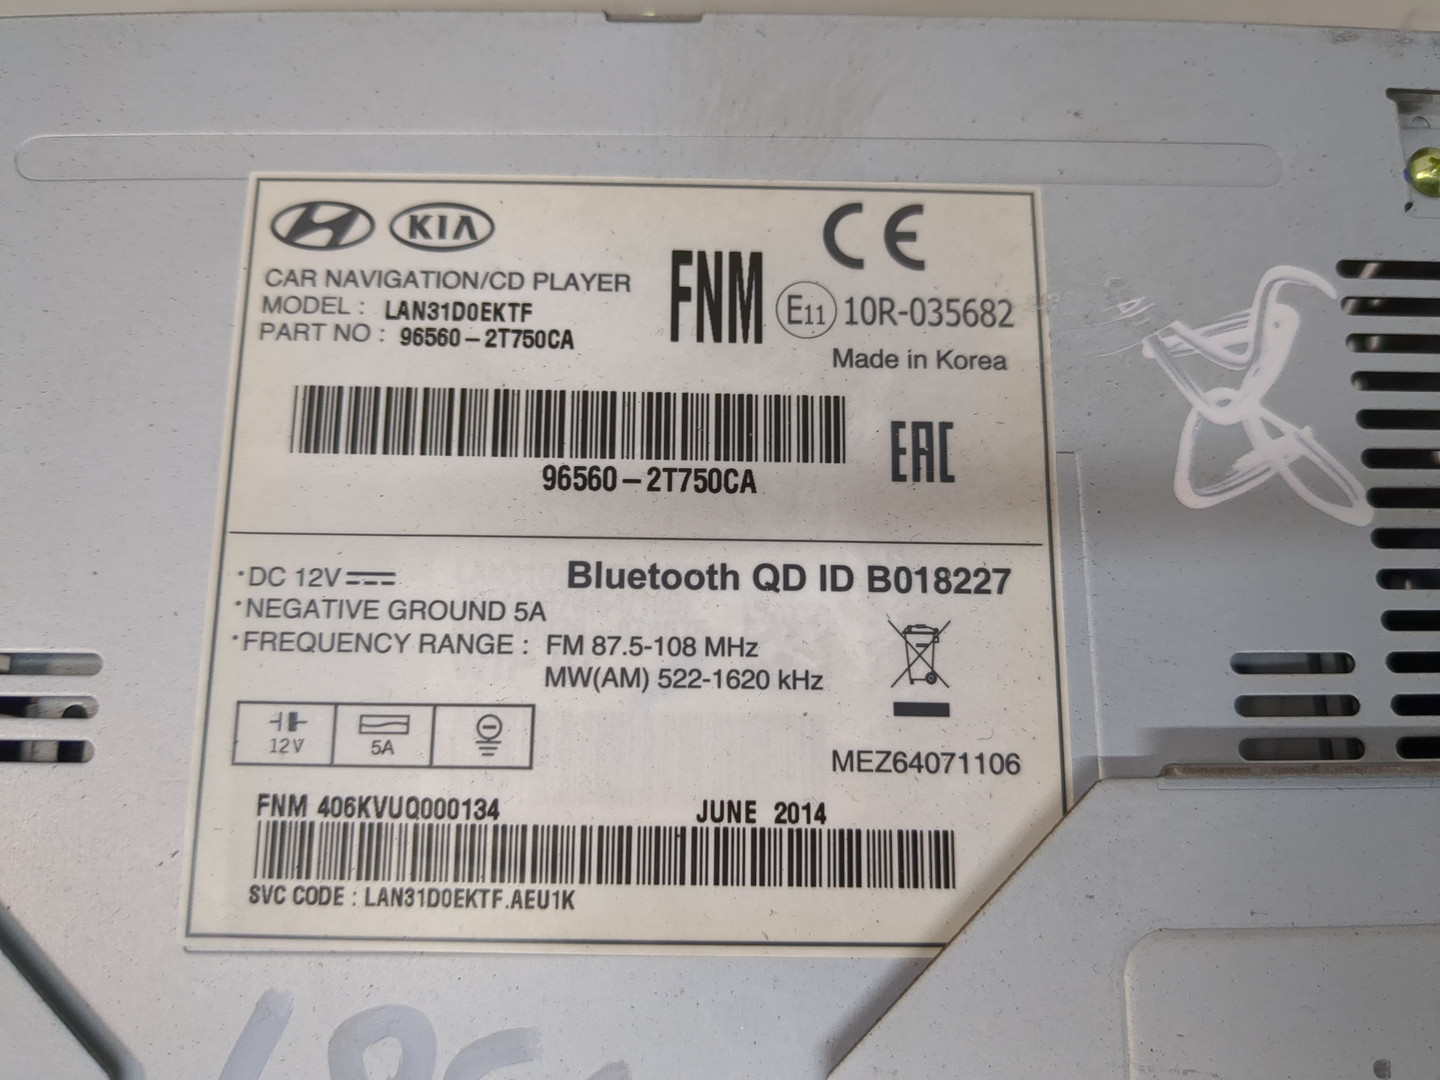 KIA
CE
CAR NAVIGATION/CD PLAYER
MODEL : LAN31D0EKTF
PART NO : 96560-2T750CA
FNM
E11 10R-035682
Made in Korea
96560-2T750CA
EAC
•DC 12V
Bluetooth QD ID B018227
•NEGATIVE GROUND 5A
•FREQUENCY RANGE : FM 87.5-108 MHz
MW(AM) 522-1620 kHz
12V
5A
MEZ64071106
FNM 406KVUQ000134 JUNE 2014
SVC CODE : LAN31D0EKTF.AEU1K